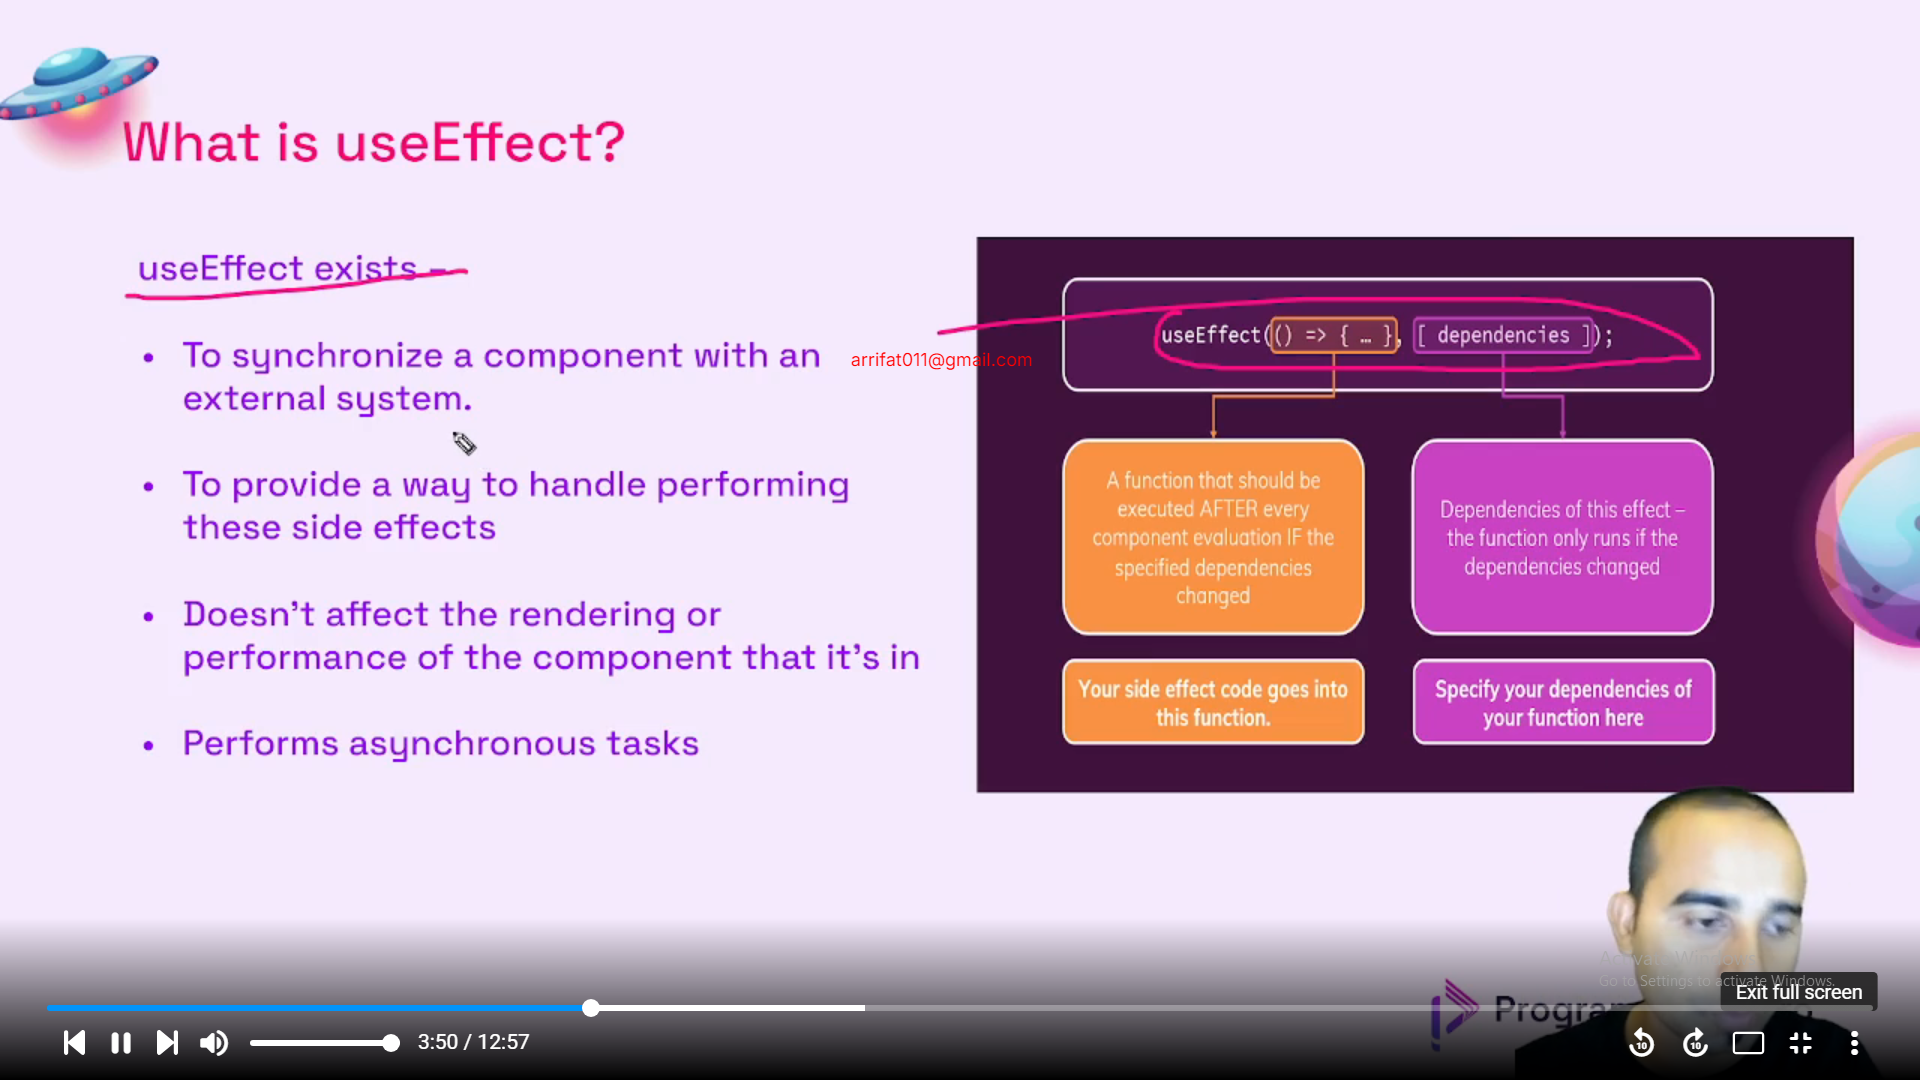 What is useEffect?
useEffect exists –
• To synchronize a component with an
external system.
• To provide a way to handle performing
these side effects
• Doesn't affect the rendering or
performance of the component that it's in
• Performs asynchronous tasks
arrifat011@gmail.com
useEffect(() => { … }, [ dependencies ]);
A function that should be
executed AFTER every
component evaluation IF the
specified dependencies
changed
Dependencies of this effect –
the function only runs if the
dependencies changed
Your side effect code goes into
this function.
Specify your dependencies of
your function here
Activate Windows
Go to Settings to activate Windows.
Exit full screen
3:50 / 12:57
10
10